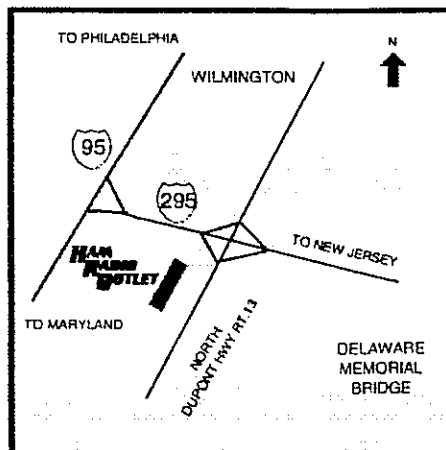 TO PHILADELPHIA
N
WILMINGTON
95
295
TO NEW JERSEY
HAM
RADIO
OUTLET
TO MARYLAND
NORTH
DUPONT HWY RT.13
DELAWARE
MEMORIAL
BRIDGE